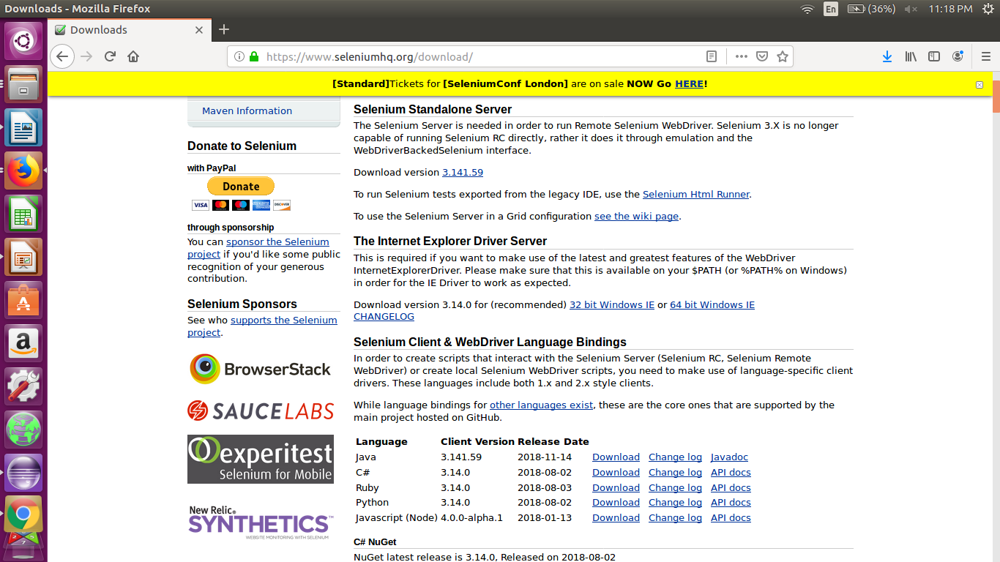 Downloads - Mozilla Firefox
En
(36%)
11:18 PM
Downloads
https://www.seleniumhq.org/download/
[Standard]Tickets for [SeleniumConf London] are on sale NOW Go HERE!
Maven Information
Donate to Selenium
with PayPal
Donate
VISA
DISCOVER
through sponsorship
You can sponsor the Selenium
project if you'd like some public
recognition of your generous
contribution.
Selenium Sponsors
See who supports the Selenium
project.
BrowserStack
SAUCELABS
experitest
Selenium for Mobile
New Relic®
SYNTHETICS™
WEBSITE MONITORING WITH SELENIUM
Selenium Standalone Server
The Selenium Server is needed in order to run Remote Selenium WebDriver. Selenium 3.X is no longer
capable of running Selenium RC directly, rather it does it through emulation and the
WebDriverBackedSelenium interface.
Download version 3.141.59
To run Selenium tests exported from the legacy IDE, use the Selenium Html Runner.
To use the Selenium Server in a Grid configuration see the wiki page.
The Internet Explorer Driver Server
This is required if you want to make use of the latest and greatest features of the WebDriver
InternetExplorerDriver. Please make sure that this is available on your $PATH (or %PATH% on Windows)
in order for the IE Driver to work as expected.
Download version 3.14.0 for (recommended) 32 bit Windows IE or 64 bit Windows IE
CHANGELOG
Selenium Client & WebDriver Language Bindings
In order to create scripts that interact with the Selenium Server (Selenium RC, Selenium Remote
WebDriver) or create local Selenium WebDriver scripts, you need to make use of language-specific client
drivers. These languages include both 1.x and 2.x style clients.
While language bindings for other languages exist, these are the core ones that are supported by the
main project hosted on GitHub.
Language Client Version Release Date
Java 3.141.59 2018-11-14 Download Change log Javadoc
C# 3.14.0 2018-08-02 Download Change log API docs
Ruby 3.14.0 2018-08-03 Download Change log API docs
Python 3.14.0 2018-08-02 Download Change log API docs
Javascript (Node) 4.0.0-alpha.1 2018-01-13 Download Change log API docs
C# NuGet
NuGet latest release is 3.14.0, Released on 2018-08-02